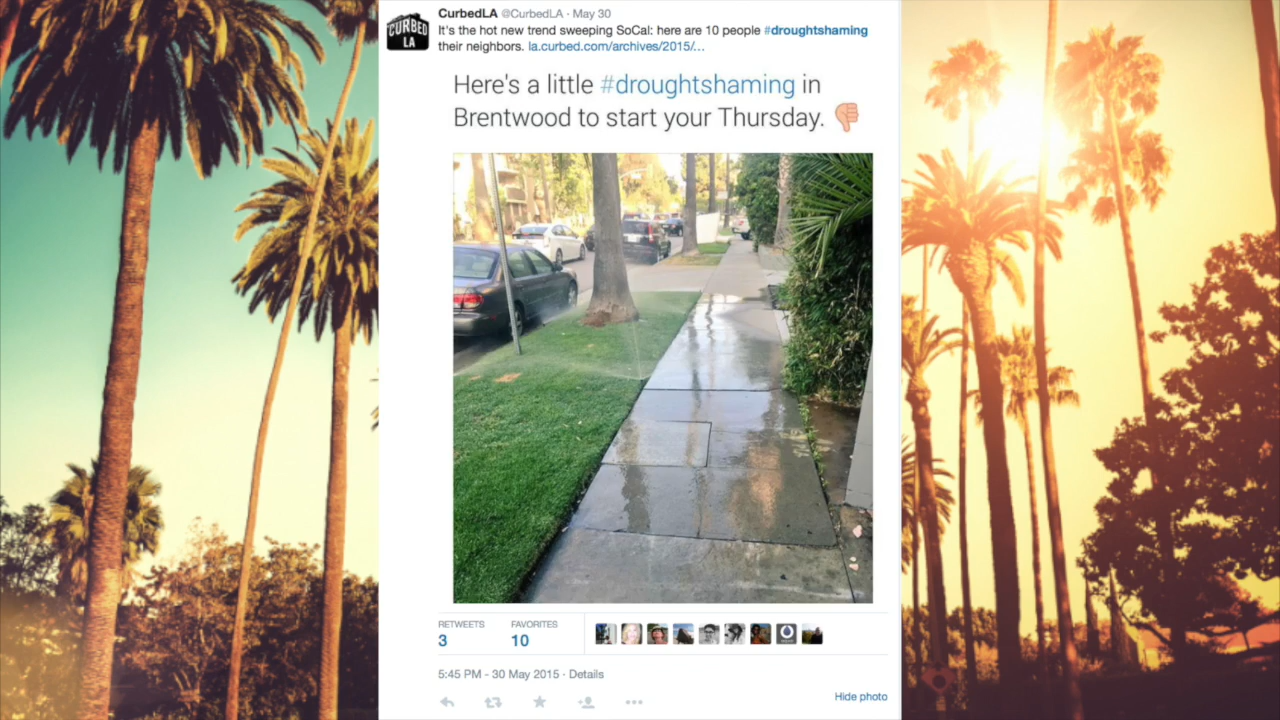 CURBED
LA
CurbedLA @CurbedLA · May 30
It's the hot new trend sweeping SoCal: here are 10 people #droughtshaming
their neighbors. la.curbed.com/archives/2015/...
Here's a little #droughtshaming in
Brentwood to start your Thursday.
RETWEETS FAVORITES
3 10
5:45 PM - 30 May 2015 · Details
Hide photo